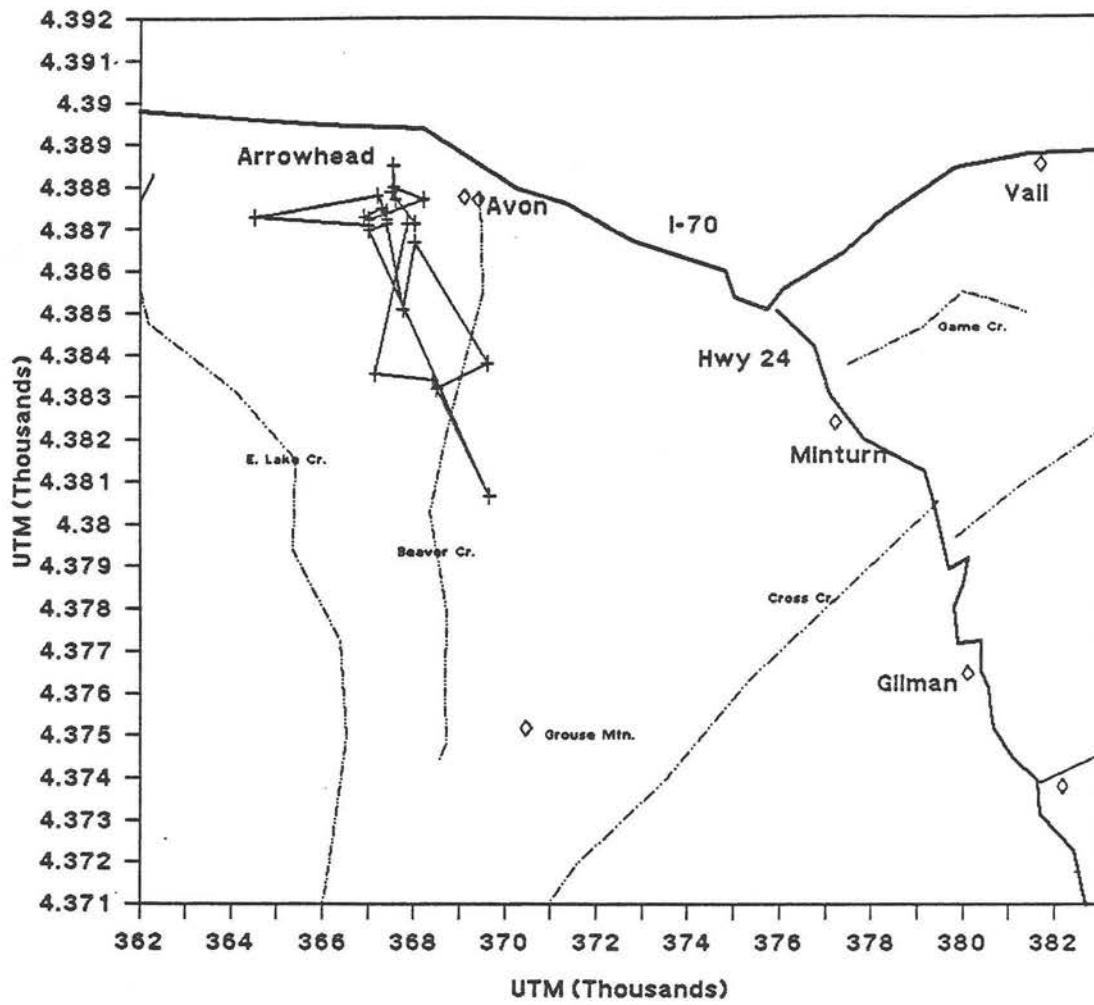 4.392
4.391
4.39
4.389
4.388
4.387
4.386
4.385
4.384
4.383
4.382
4.381
4.38
4.379
4.378
4.377
4.376
4.375
4.374
4.373
4.372
4.371
UTM (Thousands)
Arrowhead
Avon
Vail
I-70
Game Cr.
Hwy 24
Minturn
E. Lake Cr.
Beaver Cr.
Cross Cr.
Gilman
Grouse Mtn.
362 364 366 368 370 372 374 376 378 380 382
UTM (Thousands)